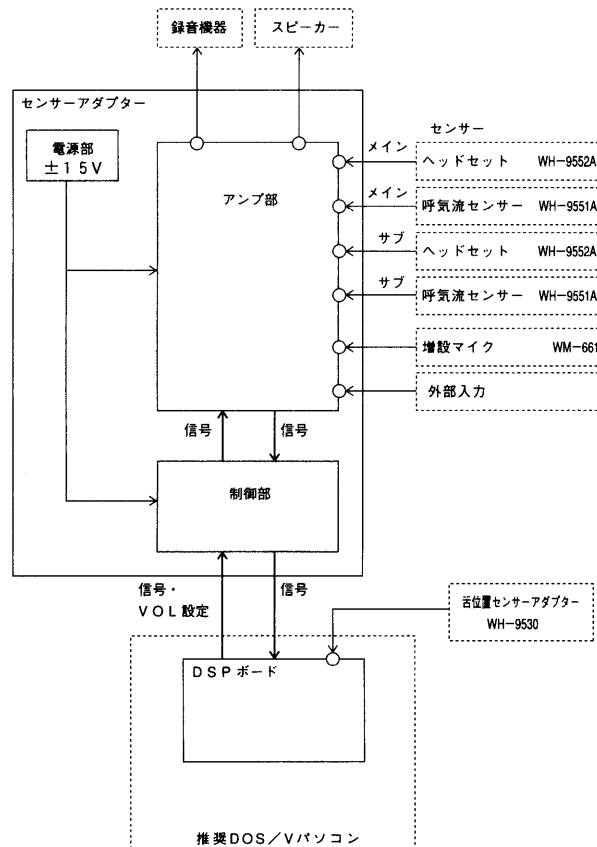 録音機器
スピーカー
センサーアダプター
電源部
±15V
アンプ部
センサー
メイン
ヘッドセット WH-9552A
メイン
呼気流センサー WH-9551A
サブ
ヘッドセット WH-9552A
サブ
呼気流センサー WH-9551A
増設マイク WM-661
外部入力
信号
信号
制御部
信号・
VOL設定
信号
舌位置センサーアダプター
WH-9530
DSPボード
推奨DOS/Vパソコン